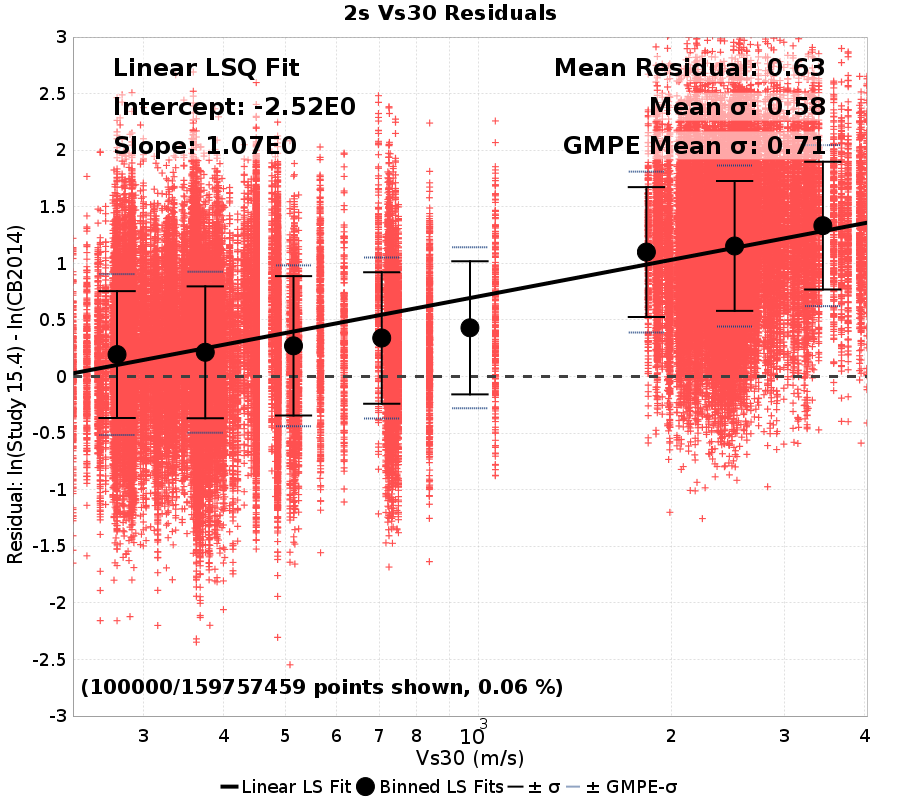 2s Vs30 Residuals
Linear LSQ Fit
Intercept: -2.52E0
Slope: 1.07E0
Mean Residual: 0.63
Mean σ: 0.58
GMPE Mean σ: 0.71
Residual: ln(Study 15.4) - ln(CB2014)
3
2.5
2
1.5
1
0.5
0
-0.5
-1
-1.5
-2
-2.5
-3
(100000/159757459 points shown, 0.06 %)
3 4 5 6 7 8 10³ 2 3 4
Vs30 (m/s)
Linear LS Fit Binned LS Fits ± σ ± GMPE-σ